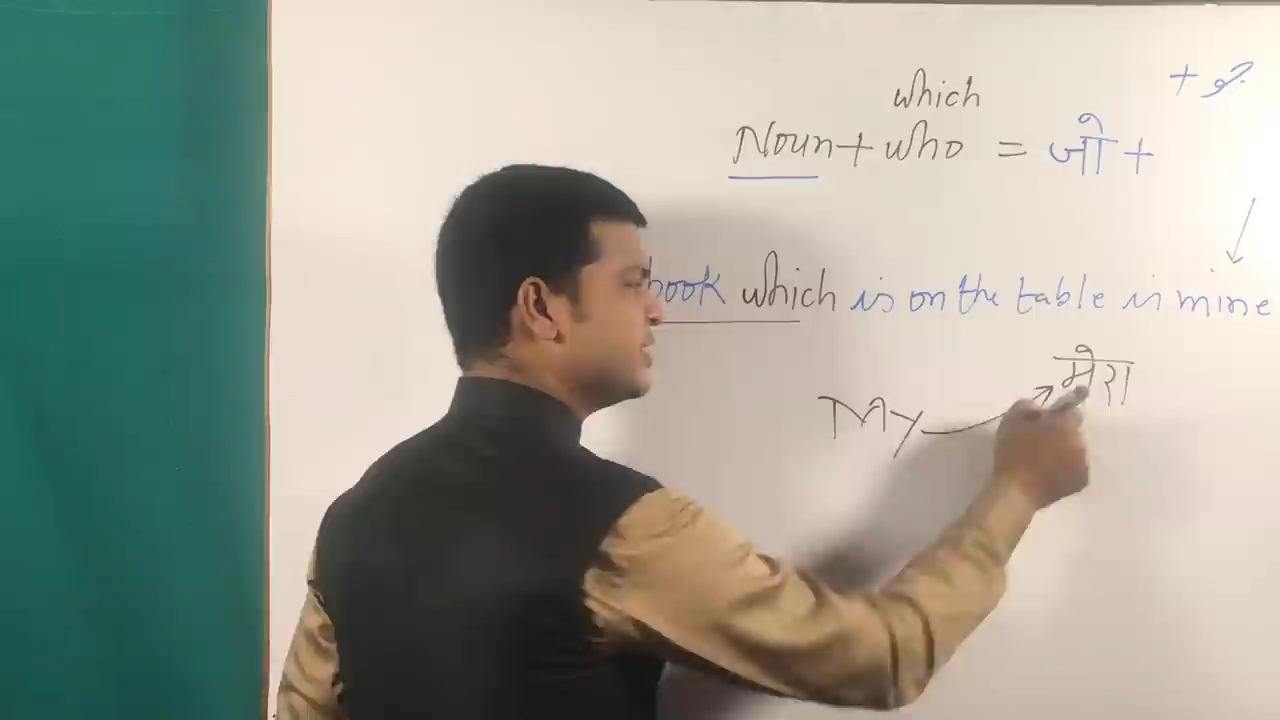 which
Noun + who = जो +
book which is on the table is mine
My → मेरा